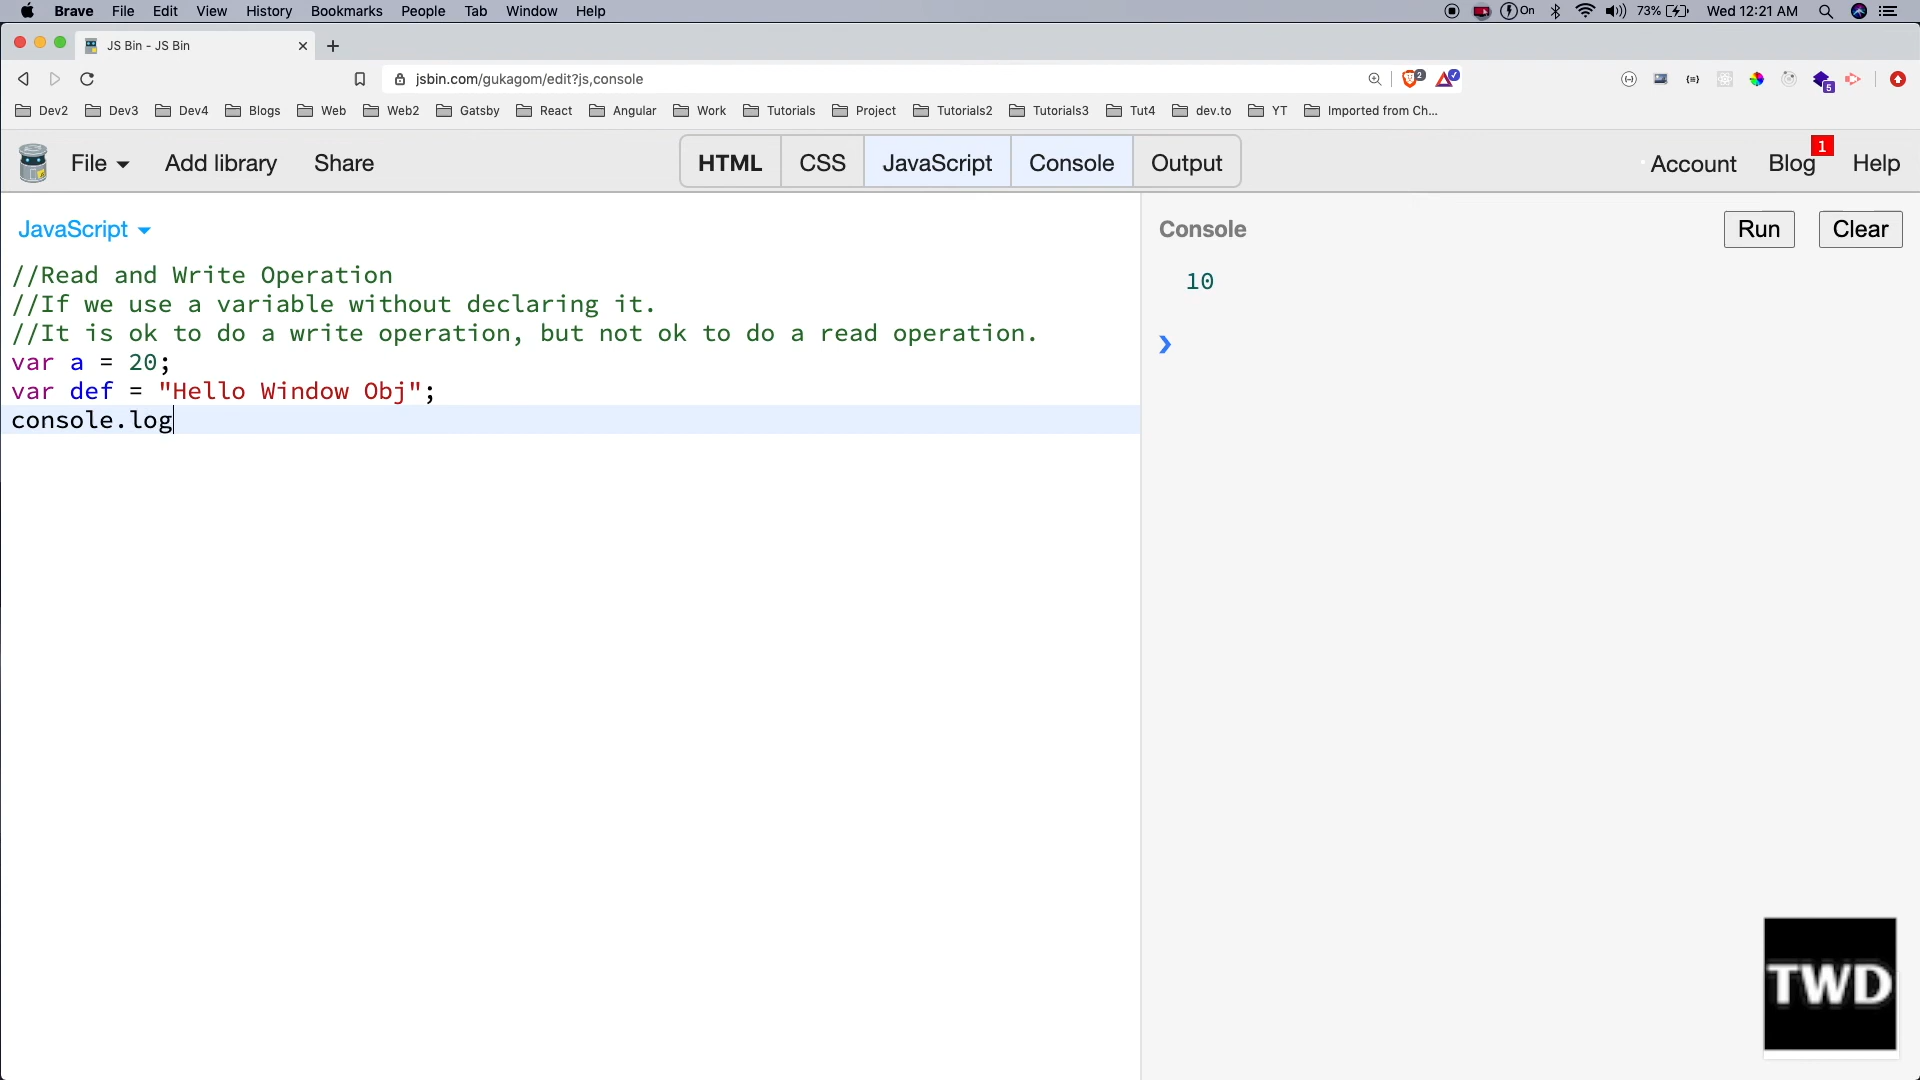 Brave File Edit View History Bookmarks People Tab Window Help On 73% Wed 12:21 AM
JS Bin - JS Bin
jsbin.com/gukagom/edit?js,console 2 5
Dev2 Dev3 Dev4 Blogs Web Web2 Gatsby React Angular Work Tutorials Project Tutorials2 Tutorials3 Tut4 dev.to YT Imported from Ch...
File Add library Share HTML CSS JavaScript Console Output Account Blog 1 Help
JavaScript
//Read and Write Operation
//If we use a variable without declaring it.
//It is ok to do a write operation, but not ok to do a read operation.
var a = 20;
var def = "Hello Window Obj";
console.log
Console Run Clear
10
TWD